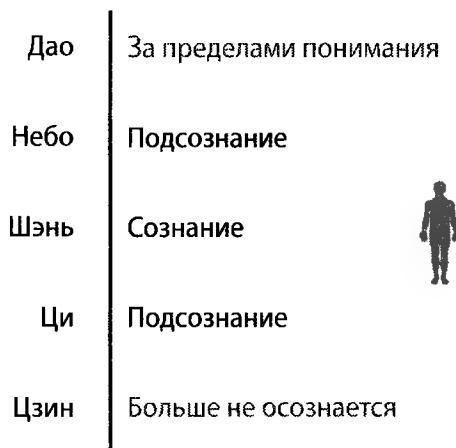 Дао За пределами понимания
Небо Подсознание
Шэнь Сознание
Ци Подсознание
Цзин Больше не осознается